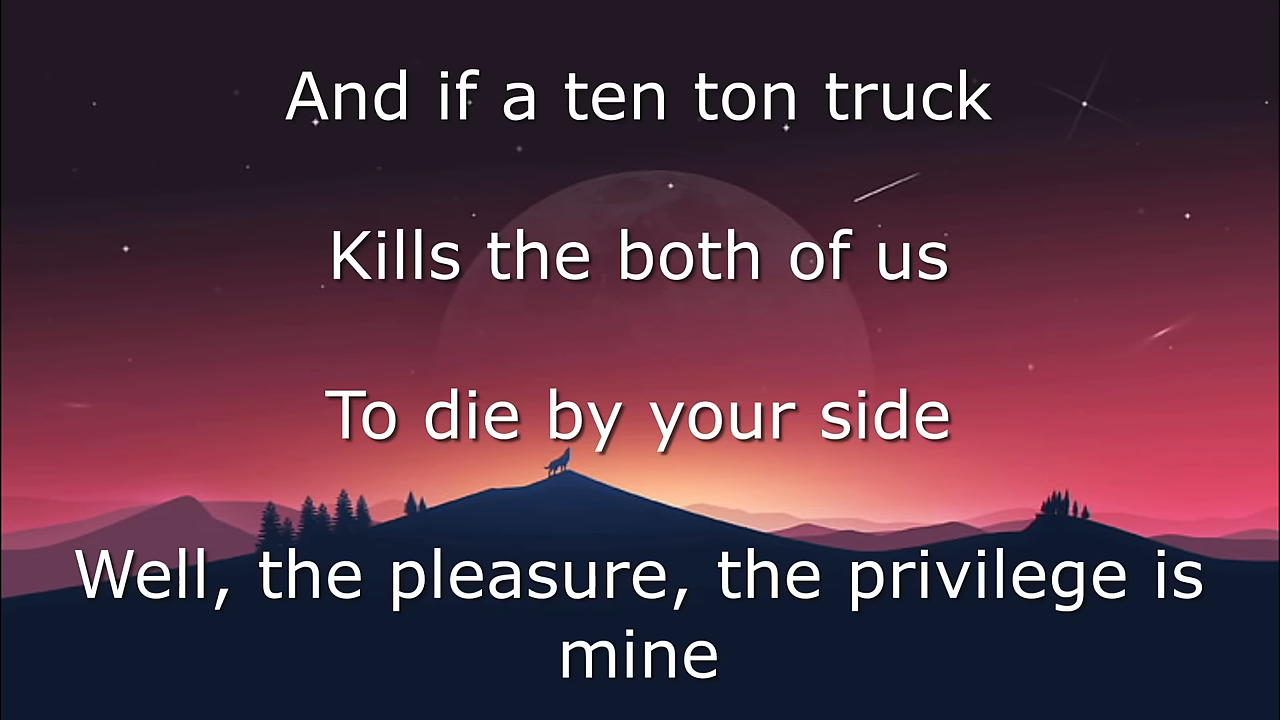 And if a ten ton truck
Kills the both of us
To die by your side
Well, the pleasure, the privilege is
mine